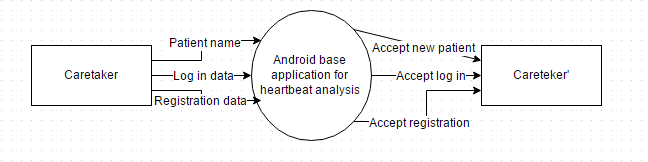 Caretaker
Patient name
Log in data
Registration data
Android base
application for
heartbeat analysis
Accept new patient
Accept log in
Accept registration
Careteker'